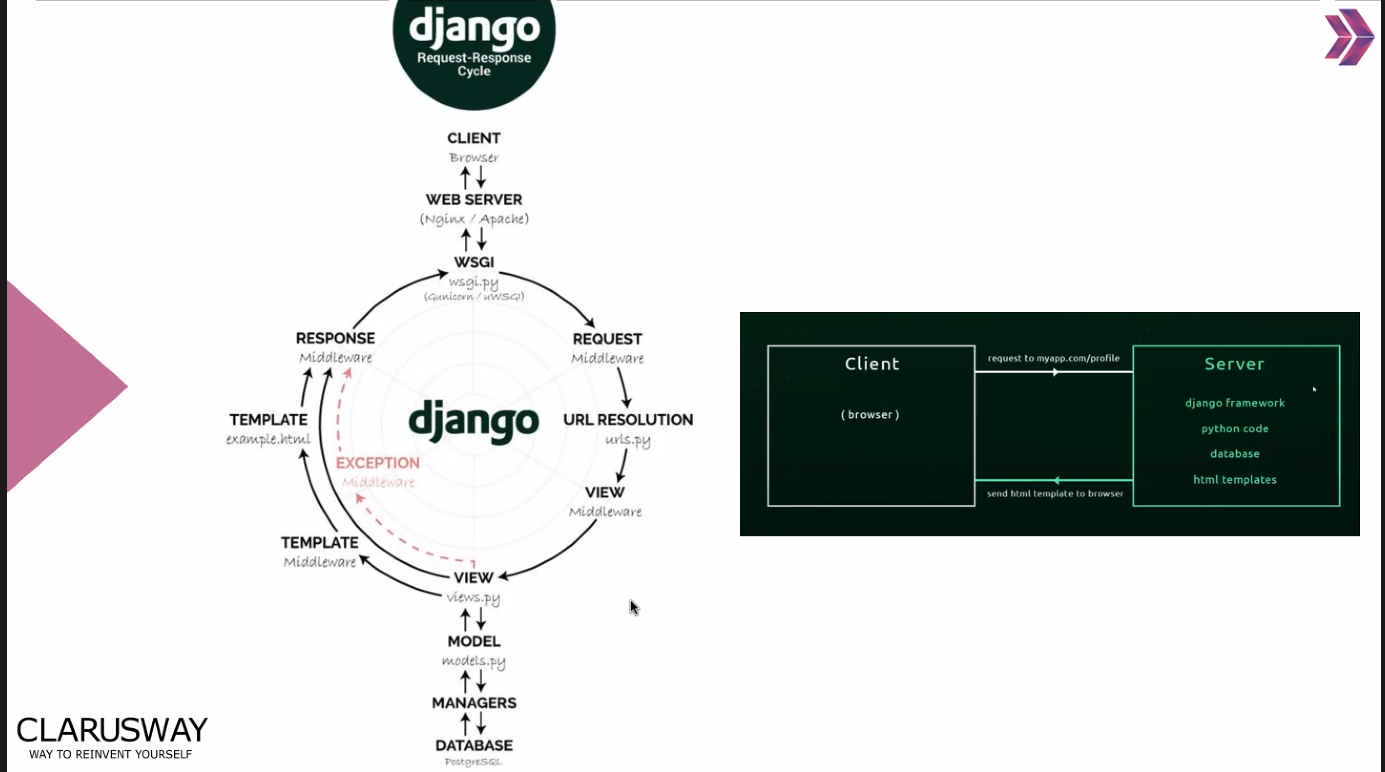 django
Request-Response
Cycle
CLIENT
Browser
WEB SERVER
(Nginx / Apache)
WSGI
wsgi.py
(Gunicorn / uWSGI)
RESPONSE
Middleware
REQUEST
Middleware
TEMPLATE
example.html
django
URL RESOLUTION
urls.py
EXCEPTION
Middleware
VIEW
Middleware
TEMPLATE
Middleware
VIEW
views.py
MODEL
models.py
MANAGERS
DATABASE
PostgreSQL
Client
( browser )
request to myapp.com/profile
send html template to browser
Server
django framework
python code
database
html templates
CLARUSWAY
WAY TO REINVENT YOURSELF